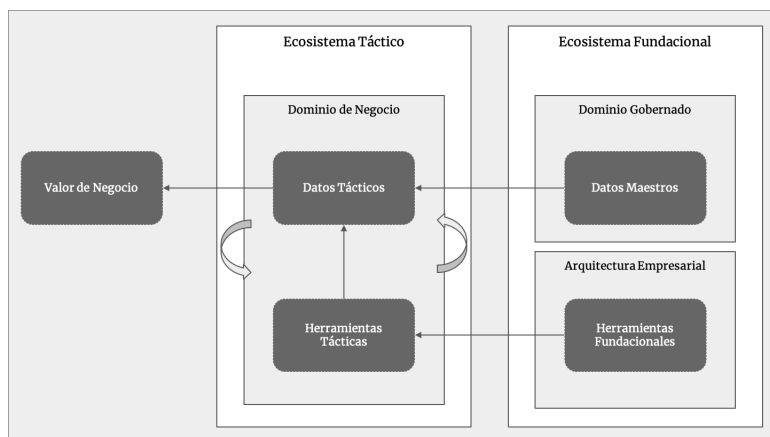 Ecosistema Táctico
Ecosistema Fundacional
Dominio de Negocio
Dominio Gobernado
Valor de Negocio
Datos Tácticos
Datos Maestros
Arquitectura Empresarial
Herramientas
Tácticas
Herramientas
Fundacionales